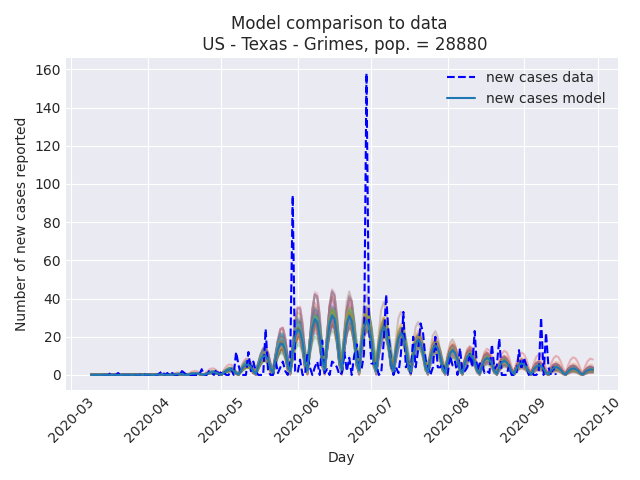 Model comparison to data
US - Texas - Grimes, pop. = 28880
new cases data
new cases model
Number of new cases reported
160
140
120
100
80
60
40
20
0
2020-03
2020-04
2020-05
2020-06
2020-07
2020-08
2020-09
2020-10
Day